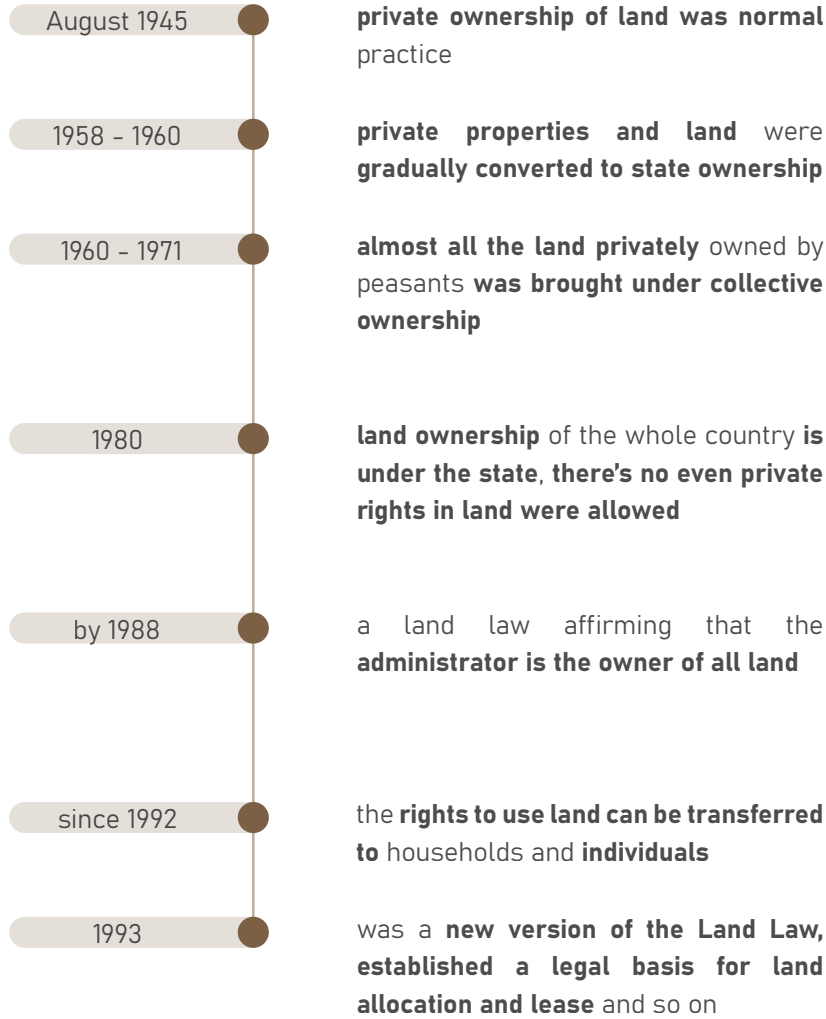 August 1945
private ownership of land was normal
practice
1958 - 1960
private properties and land were
gradually converted to state ownership
1960 - 1971
almost all the land privately owned by
peasants was brought under collective
ownership
1980
land ownership of the whole country is
under the state, there's no even private
rights in land were allowed
by 1988
a land law affirming that the
administrator is the owner of all land
since 1992
the rights to use land can be transferred
to households and individuals
1993
was a new version of the Land Law,
established a legal basis for land
allocation and lease and so on